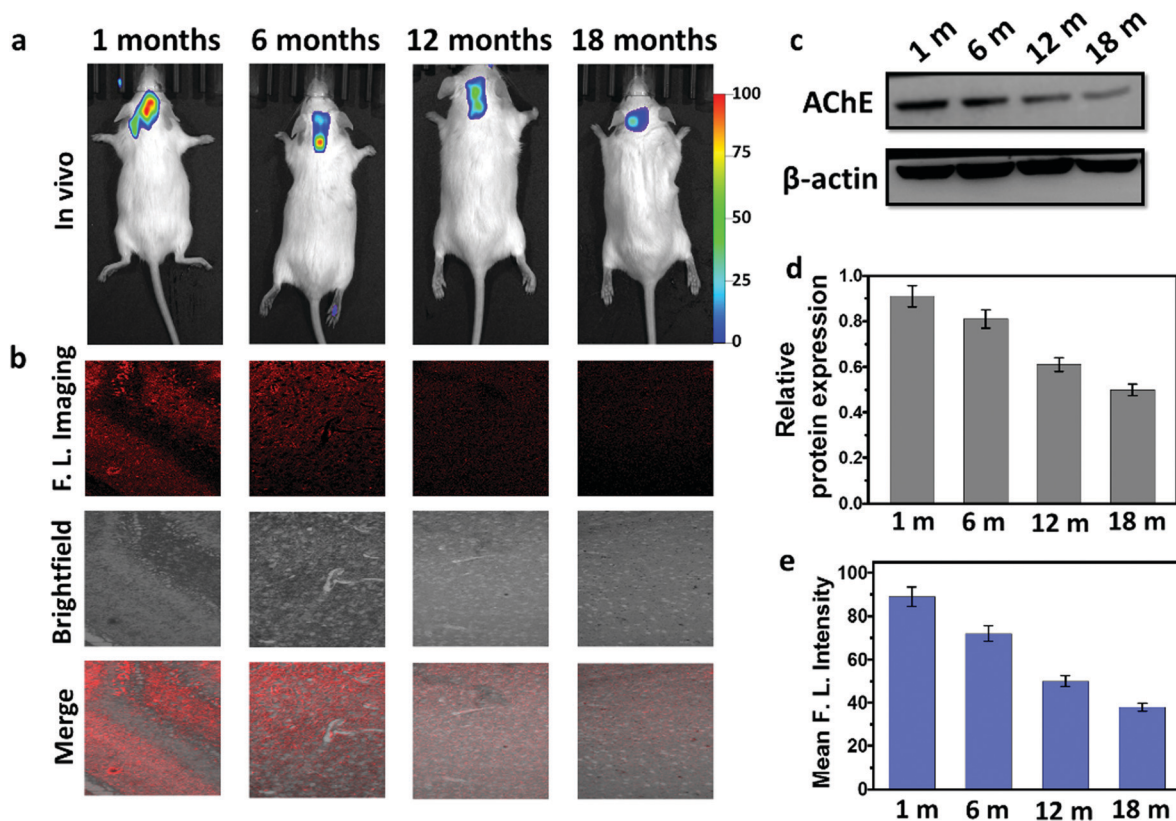 a
1 months
6 months
12 months
18 months
In vivo
100
75
50
25
0
b
F. L. Imaging
Brightfield
Merge
c
1 m
6 m
12 m
18 m
AChE
β-actin
d
Relative
protein expression
1.0
0.8
0.6
0.4
0.2
0.0
1 m
6 m
12 m
18 m
e
Mean F. L. Intensity
100
80
60
40
20
0
1 m
6 m
12 m
18 m